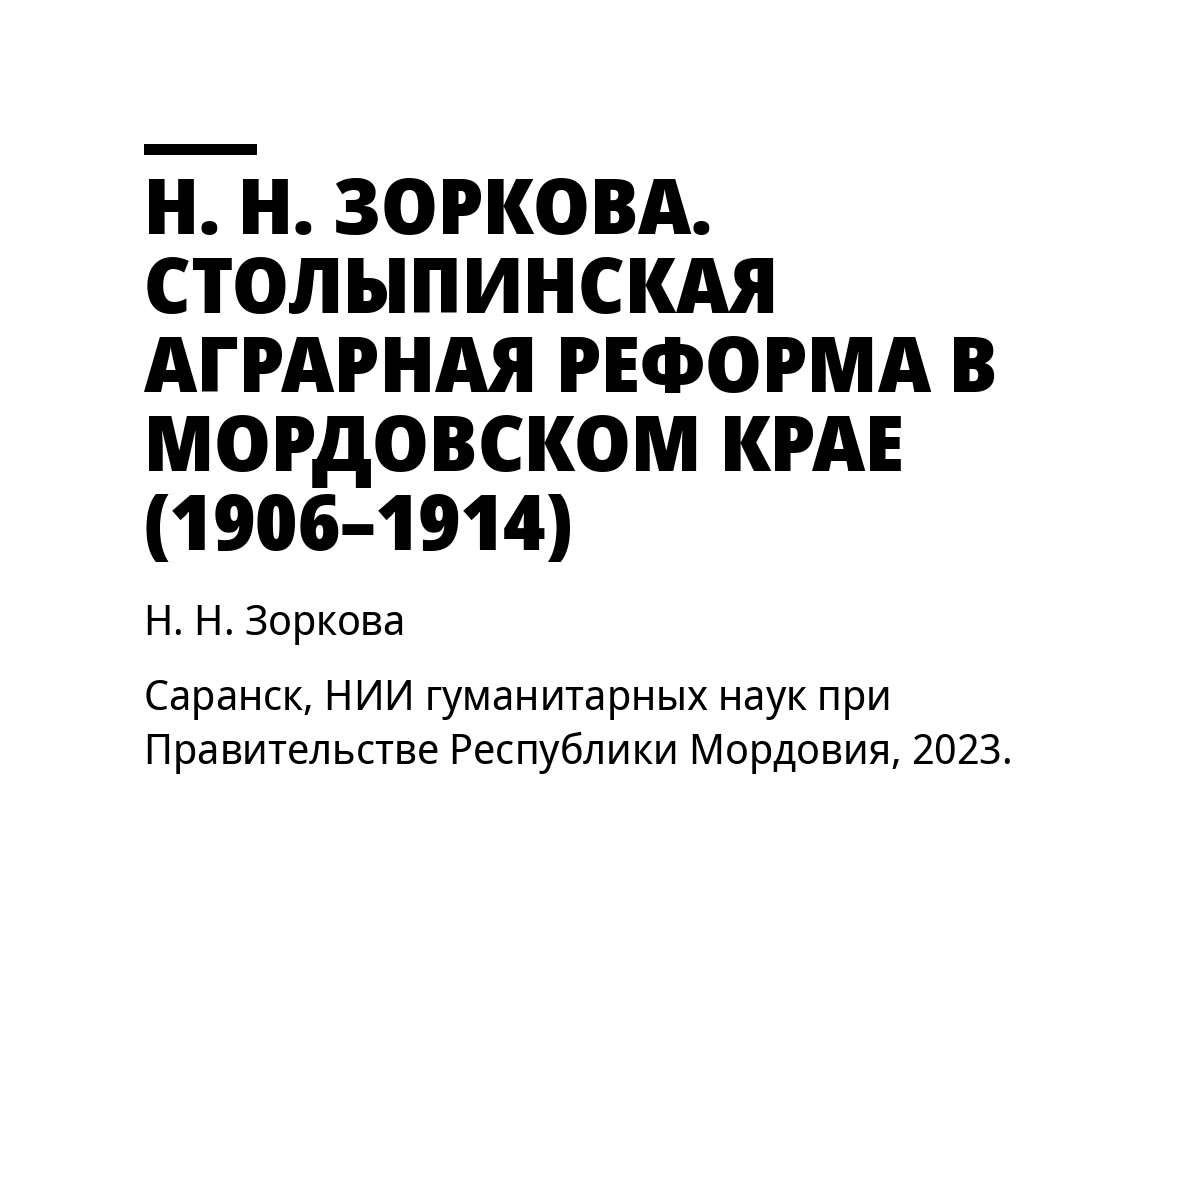 Н. Н. ЗОРКОВА.
СТОЛЫПИНСКАЯ
АГРАРНАЯ РЕФОРМА В
МОРДОВСКОМ КРАЕ
(1906–1914)
Н. Н. Зоркова
Саранск, НИИ гуманитарных наук при
Правительстве Республики Мордовия, 2023.